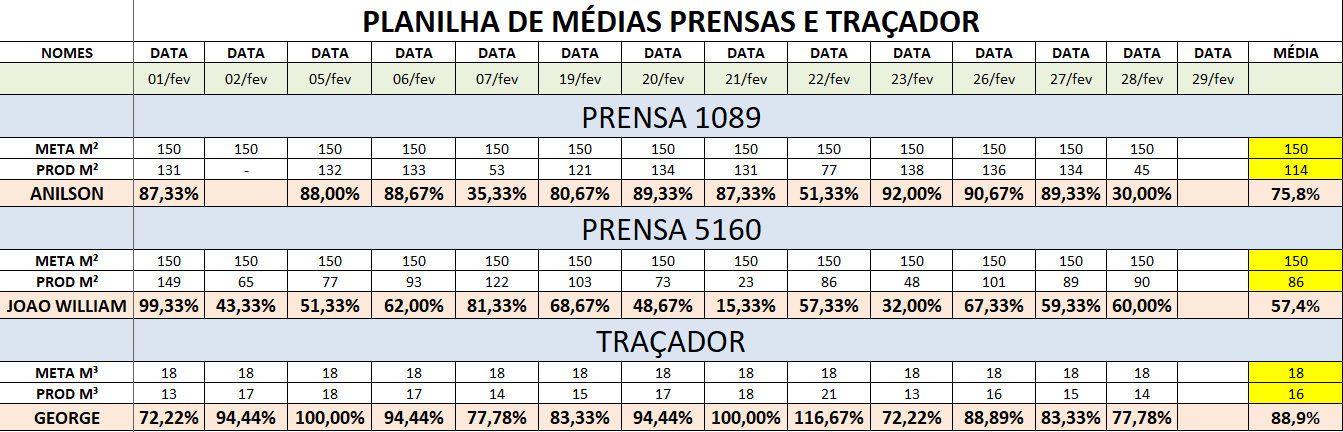 PLANILHA DE MÉDIAS PRENSAS E TRAÇADOR
NOMES DATA DATA DATA DATA DATA DATA DATA DATA DATA DATA DATA DATA DATA DATA MÉDIA
01/fev 02/fev 05/fev 06/fev 07/fev 19/fev 20/fev 21/fev 22/fev 23/fev 26/fev 27/fev 28/fev 29/fev
PRENSA 1089
META M² 150 150 150 150 150 150 150 150 150 150 150 150 150 150
PROD M² 131 - 132 133 53 121 134 131 77 138 136 134 45 114
ANILSON 87,33% 88,00% 88,67% 35,33% 80,67% 89,33% 87,33% 51,33% 92,00% 90,67% 89,33% 30,00% 75,8%
PRENSA 5160
META M² 150 150 150 150 150 150 150 150 150 150 150 150 150 150
PROD M² 149 65 77 93 122 103 73 23 86 48 101 89 90 86
JOAO WILLIAM 99,33% 43,33% 51,33% 62,00% 81,33% 68,67% 48,67% 15,33% 57,33% 32,00% 67,33% 59,33% 60,00% 57,4%
TRAÇADOR
META M³ 18 18 18 18 18 18 18 18 18 18 18 18 18 18
PROD M³ 13 17 18 17 14 15 17 18 21 13 16 15 14 16
GEORGE 72,22% 94,44% 100,00% 94,44% 77,78% 83,33% 94,44% 100,00% 116,67% 72,22% 88,89% 83,33% 77,78% 88,9%